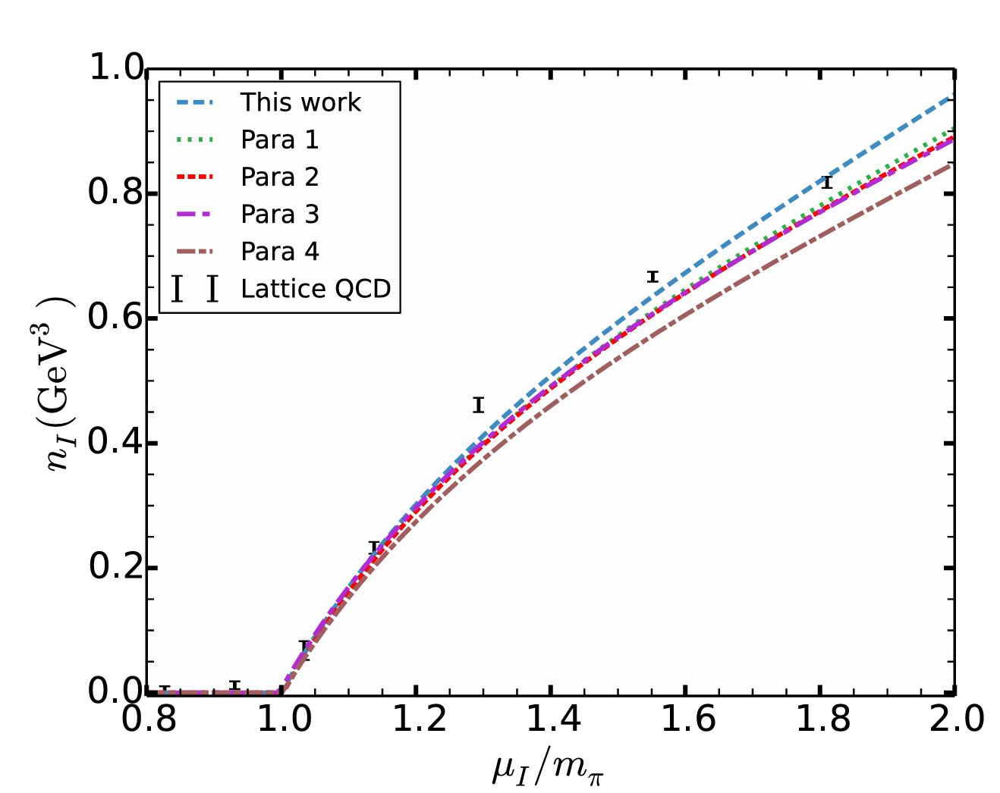 1.0
0.8
0.6
0.4
0.2
0.0
n_I(GeV³)
This work
Para 1
Para 2
Para 3
Para 4
Lattice QCD
0.8 1.0 1.2 1.4 1.6 1.8 2.0
μ_I/m_π